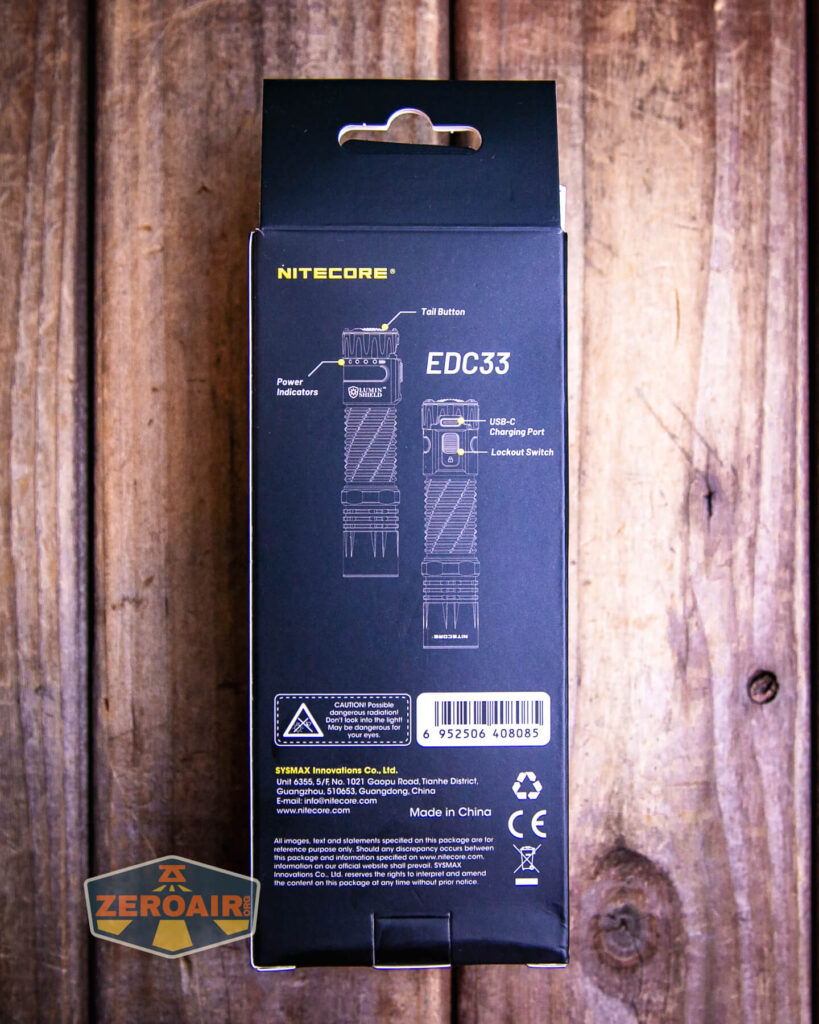 NITECORE®
Tail Button
EDC33
Power
Indicators
LUMIN™
SHIELD
USB-C
Charging Port
Lockout Switch
NITECORE®
CAUTION! Possible
dangerous radiation!
Don't look into the light!
May be dangerous for
your eyes.
6 952506 408085
SYSMAX Innovations Co., Ltd.
Unit 6355, 5/F, No. 1021 Gaopu Road, Tianhe District,
Guangzhou, 510653, Guangdong, China
E-mail: info@nitecore.com
www.nitecore.com
Made in China
CE
All images, text and statements specified on this package are for
reference purpose only. Should any discrepancy occurs between
this package and information specified on www.nitecore.com,
information on our official website shall prevail. SYSMAX
Innovations Co., Ltd. reserves the rights to interpret and amend
the content on this package at any time without prior notice.
ZEROAIR.ORG